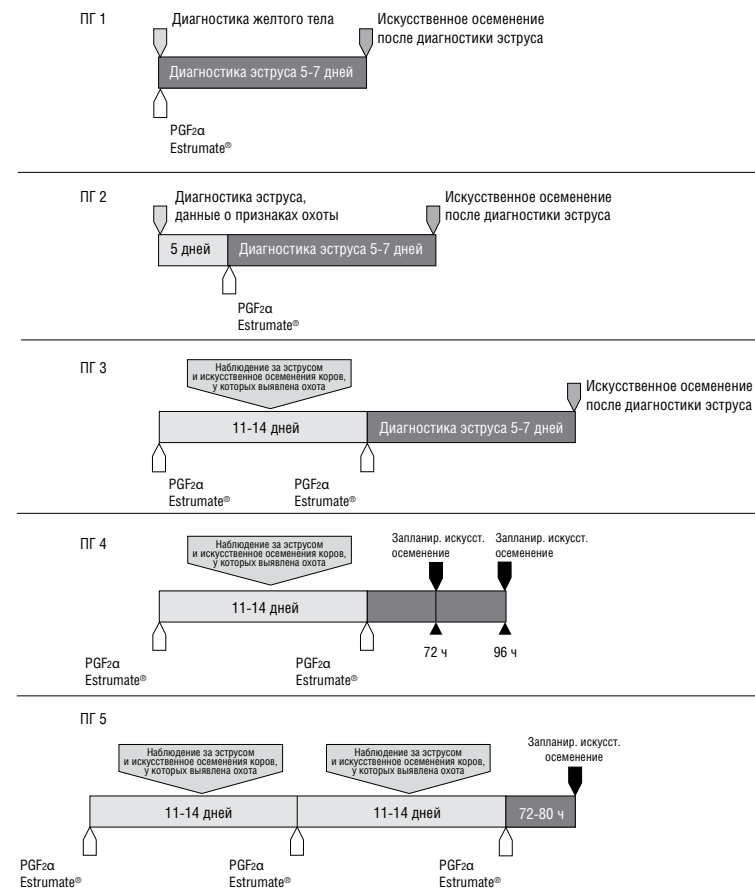 ПГ 1
Диагностика желтого тела
Искусственное осеменение
после диагностики эструса
Диагностика эструса 5-7 дней
PGF2α
Estrumate®
ПГ 2
Диагностика эструса,
данные о признаках охоты
Искусственное осеменение
после диагностики эструса
5 дней
Диагностика эструса 5-7 дней
PGF2α
Estrumate®
ПГ 3
Наблюдение за эструсом
и искусственное осеменения коров,
у которых выявлена охота
Искусственное осеменение
после диагностики эструса
11-14 дней
Диагностика эструса 5-7 дней
PGF2α
Estrumate®
PGF2α
Estrumate®
ПГ 4
Наблюдение за эструсом
и искусственное осеменения коров,
у которых выявлена охота
Запланир. искусст.
осеменение
Запланир. искусст.
осеменение
11-14 дней
72 ч
96 ч
PGF2α
Estrumate®
PGF2α
Estrumate®
ПГ 5
Наблюдение за эструсом
и искусственное осеменения коров,
у которых выявлена охота
Наблюдение за эструсом
и искусственное осеменения коров,
у которых выявлена охота
Запланир. искусст.
осеменение
11-14 дней
11-14 дней
72-80 ч
PGF2α
Estrumate®
PGF2α
Estrumate®
PGF2α
Estrumate®